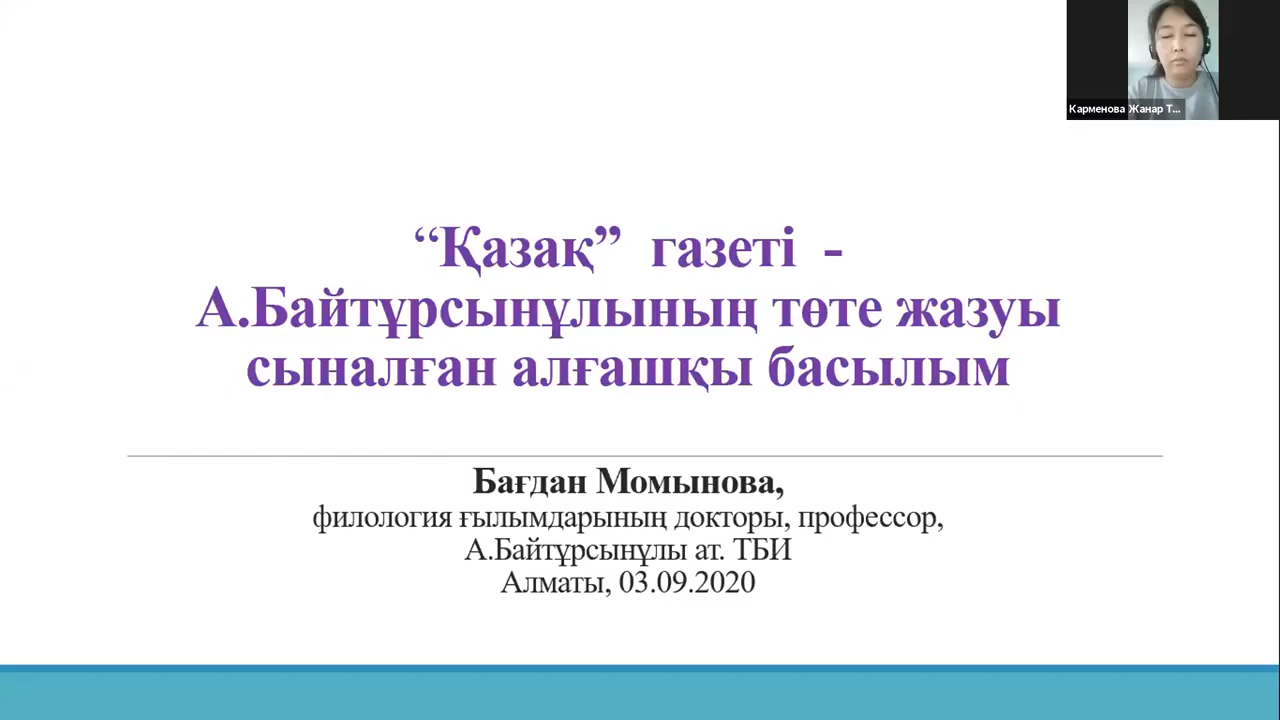 Карменова Жанар Т...
“Қазақ” газеті -
А.Байтұрсынұлының төте жазуы
сыналған алғашқы басылым
Бағдан Момынова,
филология ғылымдарының докторы, профессор,
А.Байтұрсынұлы ат. ТБИ
Алматы, 03.09.2020